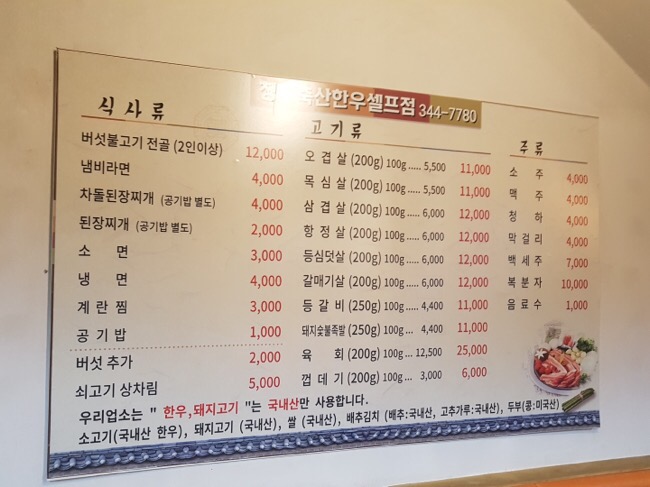 축산한우셀프점 344-7780
식사류
버섯불고기 전골 (2인이상) 12,000
냄비라면 4,000
차돌된장찌개 (공기밥 별도) 4,000
된장찌개 (공기밥 별도) 2,000
소 면 3,000
냉 면 4,000
계란찜 3,000
공기밥 1,000
버섯 추가 2,000
쇠고기 상차림 5,000
고기류
오겹살 (200g) 100g ..... 5,500 11,000
목심살 (200g) 100g ..... 5,500 11,000
삼겹살 (200g) 100g ..... 6,000 12,000
항정살 (200g) 100g ..... 6,000 12,000
등심덧살 (200g) 100g ..... 6,000 12,000
갈매기살 (200g) 100g ..... 6,000 12,000
등갈비 (250g) 100g ..... 4,400 11,000
돼지숯불족발 (250g) 100g ... 4,400 11,000
육 회 (200g) 100g ... 12,500 25,000
껍데기 (200g) 100g ... 3,000 6,000
주류
소 주 4,000
맥 주 4,000
청 하 4,000
막걸리 4,000
백세주 7,000
복분자 10,000
음료수 1,000
우리업소는 " 한우,돼지고기 "는 국내산만 사용합니다.
소고기(국내산 한우), 돼지고기 (국내산), 쌀 (국내산), 배추김치 (배추:국내산, 고추가루:국내산), 두부(콩:미국산)